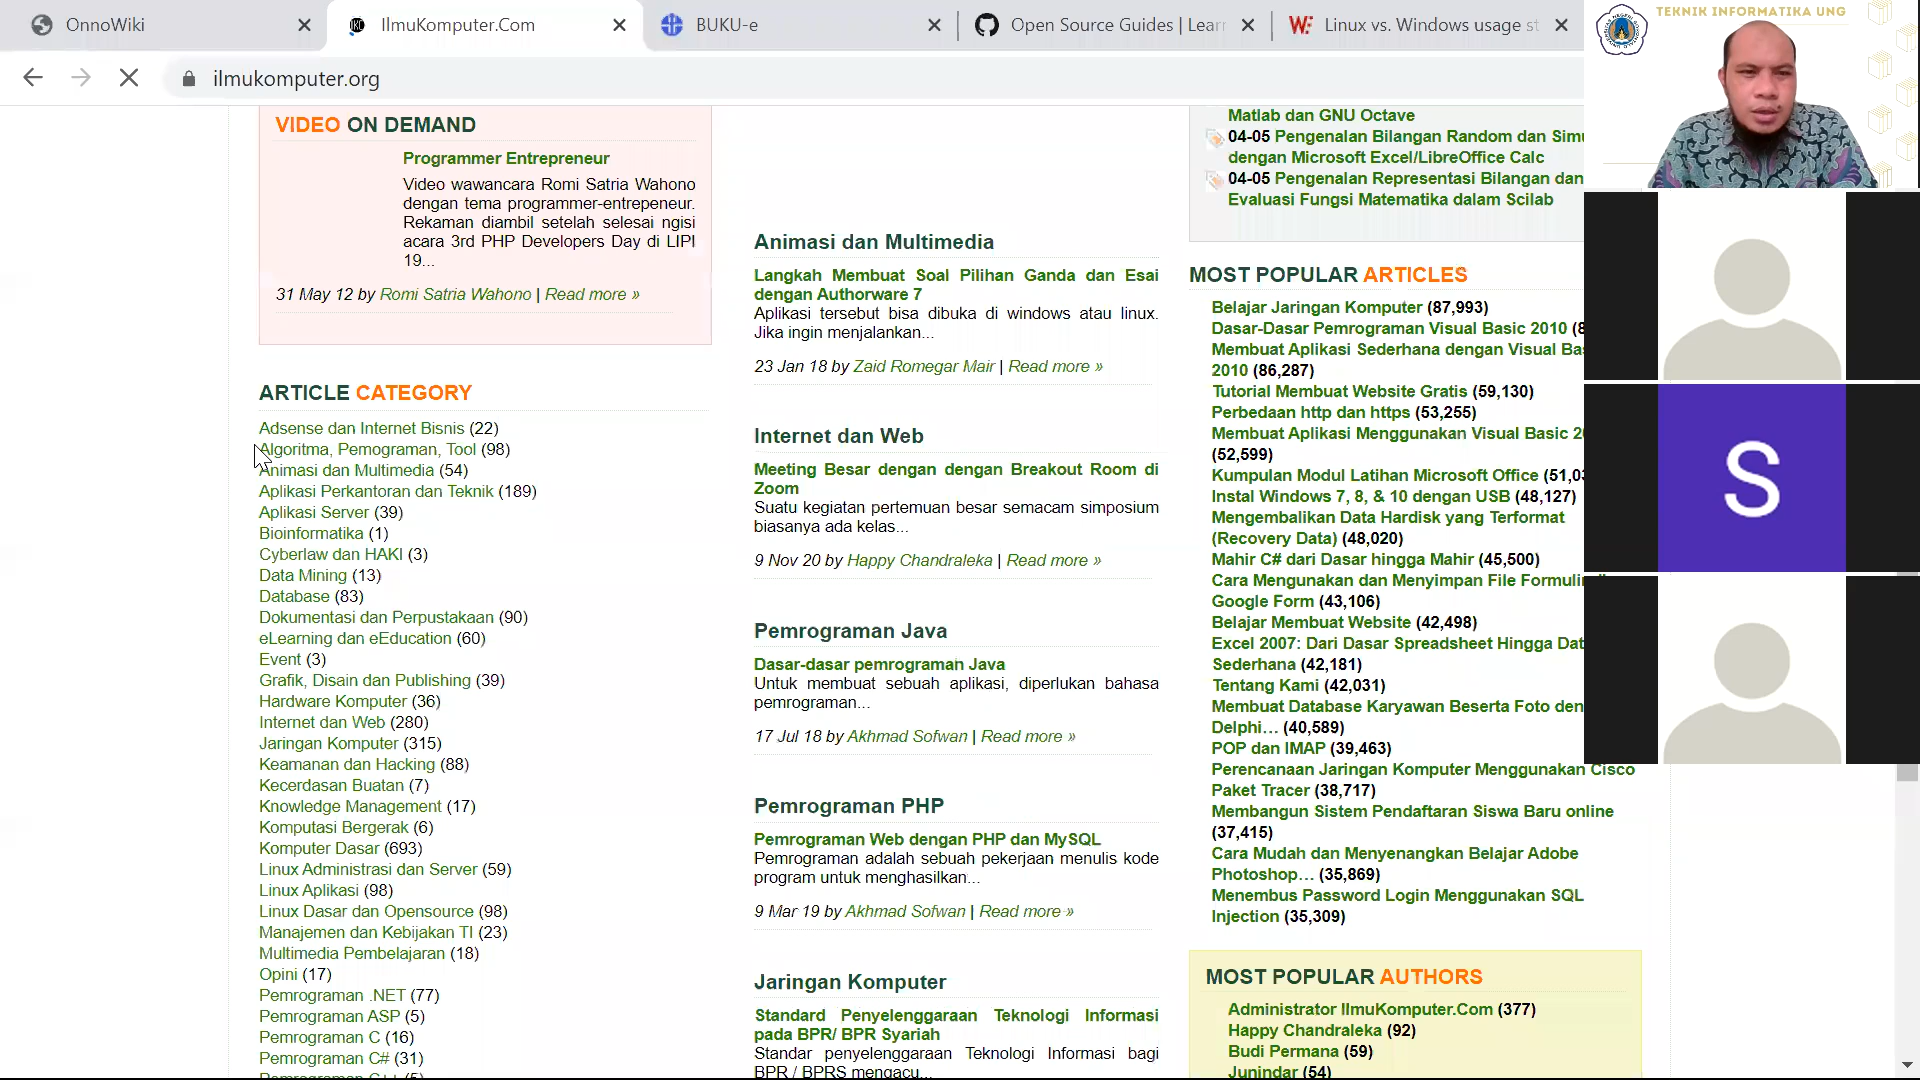 OnnoWiki
IlmuKomputer.Com
BUKU-e
Open Source Guides | Lear
Linux vs. Windows usage st
TEKNIK INFORMATIKA UNG
ilmukomputer.org
VIDEO ON DEMAND
Programmer Entrepreneur
Video wawancara Romi Satria Wahono
dengan tema programmer-entrepeneur.
Rekaman diambil setelah selesai ngisi
acara 3rd PHP Developers Day di LIPI
19...
31 May 12 by Romi Satria Wahono | Read more »
ARTICLE CATEGORY
Adsense dan Internet Bisnis (22)
Algoritma, Pemograman, Tool (98)
Animasi dan Multimedia (54)
Aplikasi Perkantoran dan Teknik (189)
Aplikasi Server (39)
Bioinformatika (1)
Cyberlaw dan HAKI (3)
Data Mining (13)
Database (83)
Dokumentasi dan Perpustakaan (90)
eLearning dan eEducation (60)
Event (3)
Grafik, Disain dan Publishing (39)
Hardware Komputer (36)
Internet dan Web (280)
Jaringan Komputer (315)
Keamanan dan Hacking (88)
Kecerdasan Buatan (7)
Knowledge Management (17)
Komputasi Bergerak (6)
Komputer Dasar (693)
Linux Administrasi dan Server (59)
Linux Aplikasi (98)
Linux Dasar dan Opensource (98)
Manajemen dan Kebijakan TI (23)
Multimedia Pembelajaran (18)
Opini (17)
Pemrograman .NET (77)
Pemrograman ASP (5)
Pemrograman C (16)
Pemrograman C# (31)
Pemrograman C++ (5)
Animasi dan Multimedia
Langkah Membuat Soal Pilihan Ganda dan Esai
dengan Authorware 7
Aplikasi tersebut bisa dibuka di windows atau linux.
Jika ingin menjalankan...
23 Jan 18 by Zaid Romegar Mair | Read more »
Internet dan Web
Meeting Besar dengan dengan Breakout Room di
Zoom
Suatu kegiatan pertemuan besar semacam simposium
biasanya ada kelas...
9 Nov 20 by Happy Chandraleka | Read more »
Pemrograman Java
Dasar-dasar pemrograman Java
Untuk membuat sebuah aplikasi, diperlukan bahasa
pemrograman...
17 Jul 18 by Akhmad Sofwan | Read more »
Pemrograman PHP
Pemrograman Web dengan PHP dan MySQL
Pemrograman adalah sebuah pekerjaan menulis kode
program untuk menghasilkan...
9 Mar 19 by Akhmad Sofwan | Read more »
Jaringan Komputer
Standard Penyelenggaraan Teknologi Informasi
pada BPR/ BPR Syariah
Standar penyelenggaraan Teknologi Informasi bagi
BPR / BPRS mengacu...
Matlab dan GNU Octave
04-05 Pengenalan Bilangan Random dan Simu
dengan Microsoft Excel/LibreOffice Calc
04-05 Pengenalan Representasi Bilangan dan
Evaluasi Fungsi Matematika dalam Scilab
MOST POPULAR ARTICLES
Belajar Jaringan Komputer (87,993)
Dasar-Dasar Pemrograman Visual Basic 2010 (8
Membuat Aplikasi Sederhana dengan Visual Bas
2010 (86,287)
Tutorial Membuat Website Gratis (59,130)
Perbedaan http dan https (53,255)
Membuat Aplikasi Menggunakan Visual Basic 20
(52,599)
Kumpulan Modul Latihan Microsoft Office (51,03
Instal Windows 7, 8, & 10 dengan USB (48,127)
Mengembalikan Data Hardisk yang Terformat
(Recovery Data) (48,020)
Mahir C# dari Dasar hingga Mahir (45,500)
Cara Mengunakan dan Menyimpan File Formulir
Google Form (43,106)
Belajar Membuat Website (42,498)
Excel 2007: Dari Dasar Spreadsheet Hingga Dat
Sederhana (42,181)
Tentang Kami (42,031)
Membuat Database Karyawan Beserta Foto den
Delphi... (40,589)
POP dan IMAP (39,463)
Perencanaan Jaringan Komputer Menggunakan Cisco
Paket Tracer (38,717)
Membangun Sistem Pendaftaran Siswa Baru online
(37,415)
Cara Mudah dan Menyenangkan Belajar Adobe
Photoshop... (35,869)
Menembus Password Login Menggunakan SQL
Injection (35,309)
MOST POPULAR AUTHORS
Administrator IlmuKomputer.Com (377)
Happy Chandraleka (92)
Budi Permana (59)
Junindar (54)
S